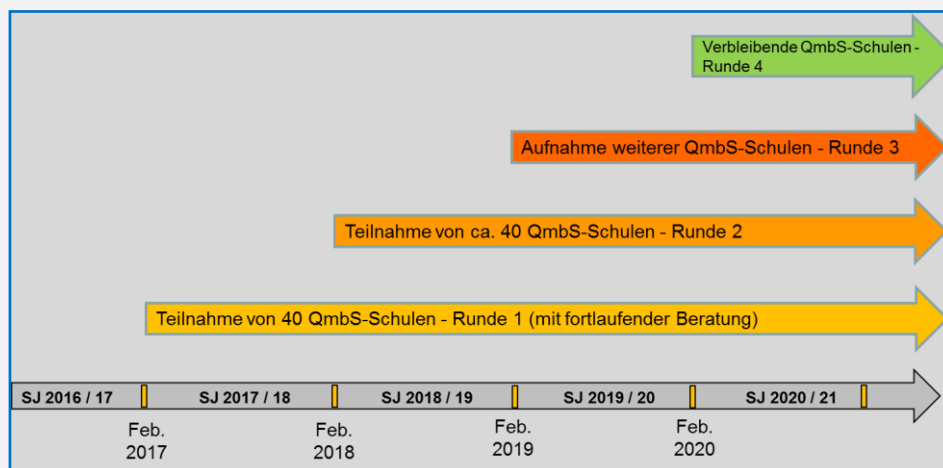 Verbleibende QmbS-Schulen -
Runde 4
Aufnahme weiterer QmbS-Schulen - Runde 3
Teilnahme von ca. 40 QmbS-Schulen - Runde 2
Teilnahme von 40 QmbS-Schulen - Runde 1 (mit fortlaufender Beratung)
SJ 2016 / 17
SJ 2017 / 18
SJ 2018 / 19
SJ 2019 / 20
SJ 2020 / 21
Feb.
2017
Feb.
2018
Feb.
2019
Feb.
2020